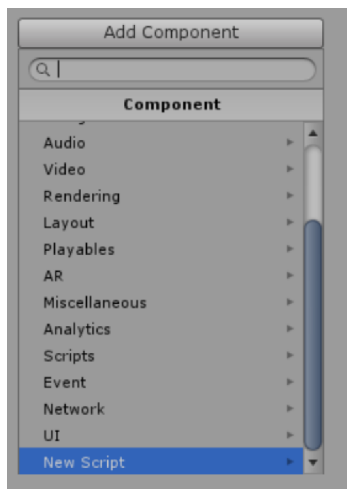 Add Component
Component
Audio
Video
Rendering
Layout
Playables
AR
Miscellaneous
Analytics
Scripts
Event
Network
UI
New Script